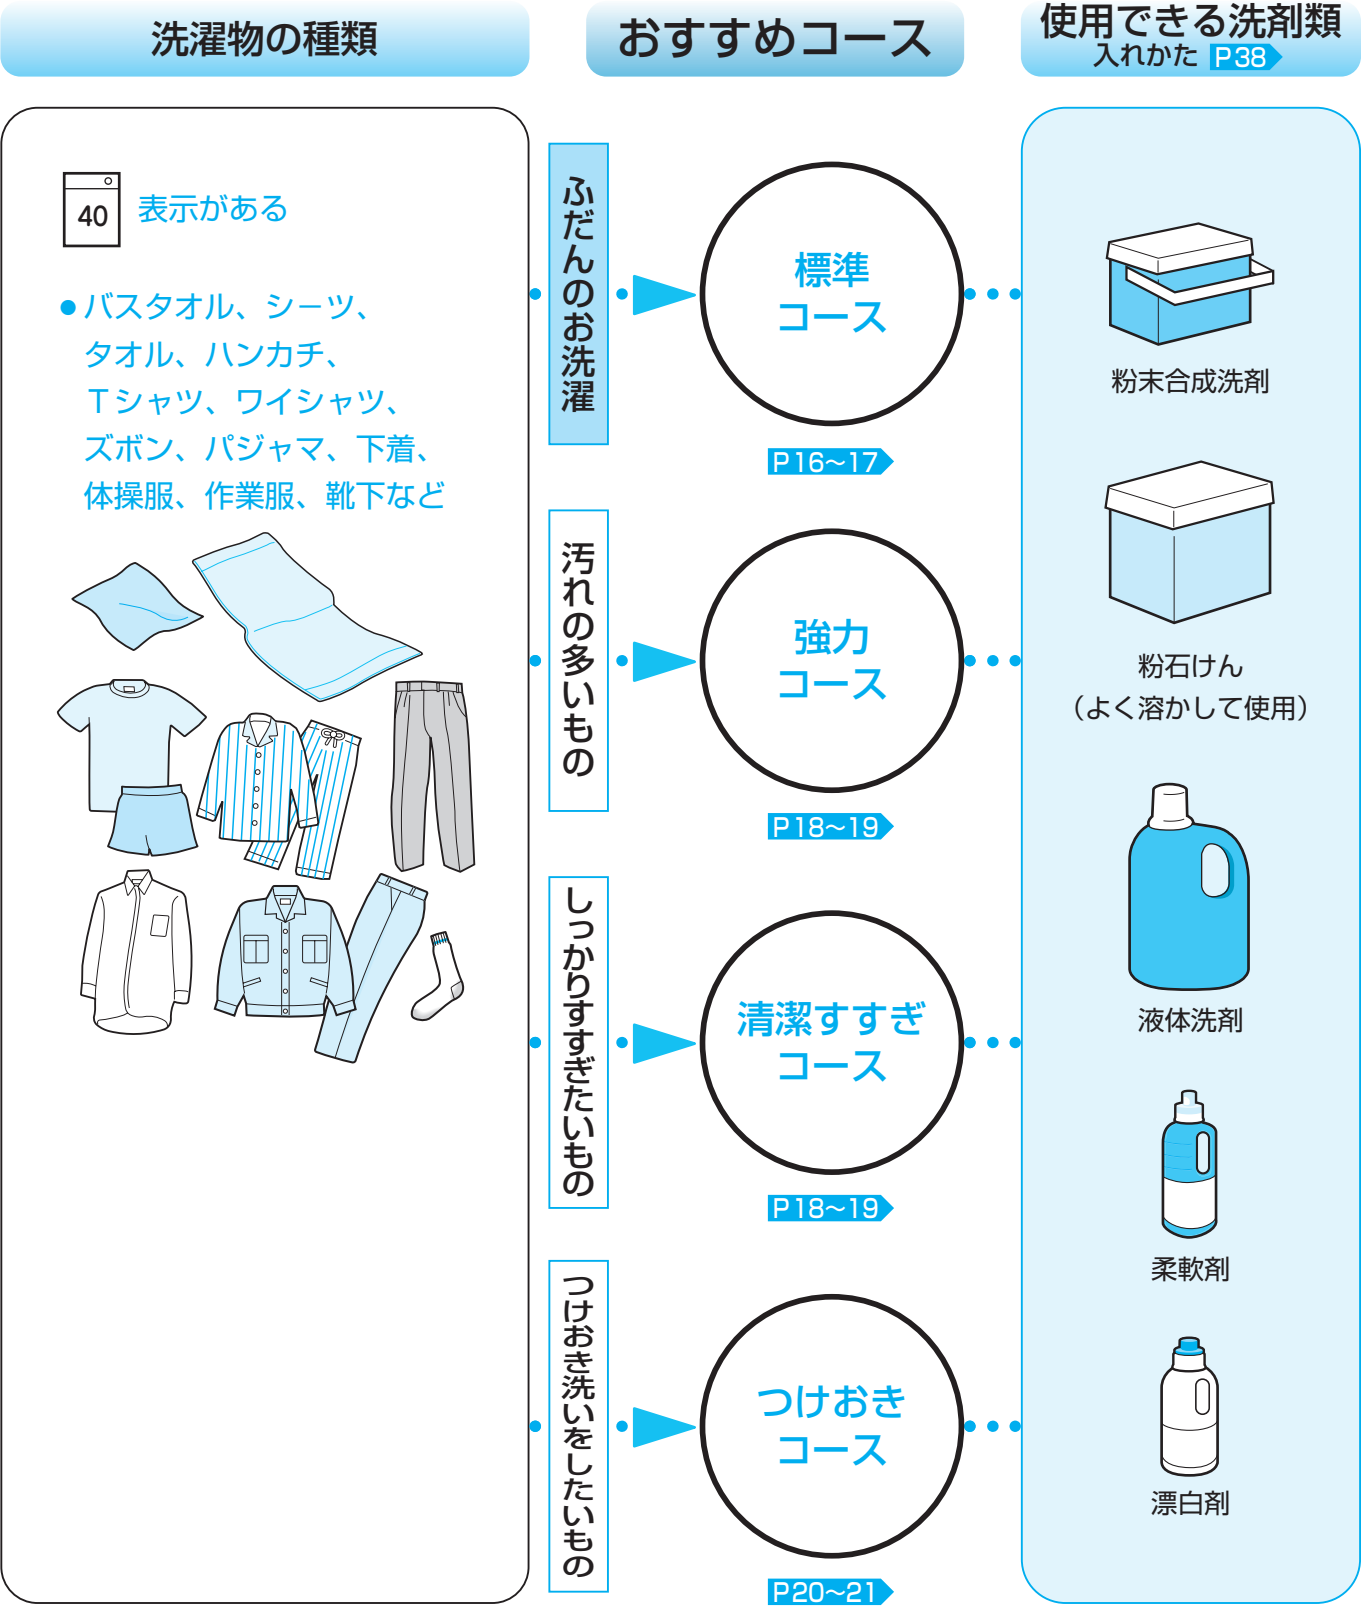 洗濯物の種類
おすすめコース
使用できる洗剤類
入れかた P38
40 表示がある
●バスタオル、シーツ、
タオル、ハンカチ、
Tシャツ、ワイシャツ、
ズボン、パジャマ、下着、
体操服、作業服、靴下など
ふだんのお洗濯
標準
コース
P16〜17
汚れの多いもの
強力
コース
P18〜19
しっかりすすぎたいもの
清潔すすぎ
コース
P18〜19
つけおき洗いをしたいもの
つけおき
コース
P20〜21
粉末合成洗剤
粉石けん
（よく溶かして使用）
液体洗剤
柔軟剤
漂白剤